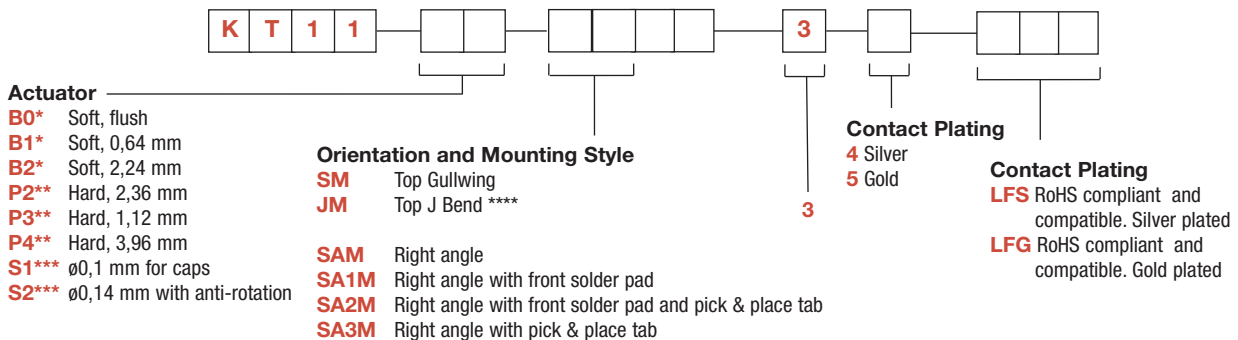 K T 1 1 3
Actuator
B0* Soft, flush
B1* Soft, 0,64 mm
B2* Soft, 2,24 mm
P2** Hard, 2,36 mm
P3** Hard, 1,12 mm
P4** Hard, 3,96 mm
S1*** ø0,1 mm for caps
S2*** ø0,14 mm with anti-rotation
Orientation and Mounting Style
SM Top Gullwing
JM Top J Bend ****
SAM Right angle
SA1M Right angle with front solder pad
SA2M Right angle with front solder pad and pick & place tab
SA3M Right angle with pick & place tab
3
Contact Plating
4 Silver
5 Gold
Contact Plating
LFS RoHS compliant and
compatible. Silver plated
LFG RoHS compliant and
compatible. Gold plated